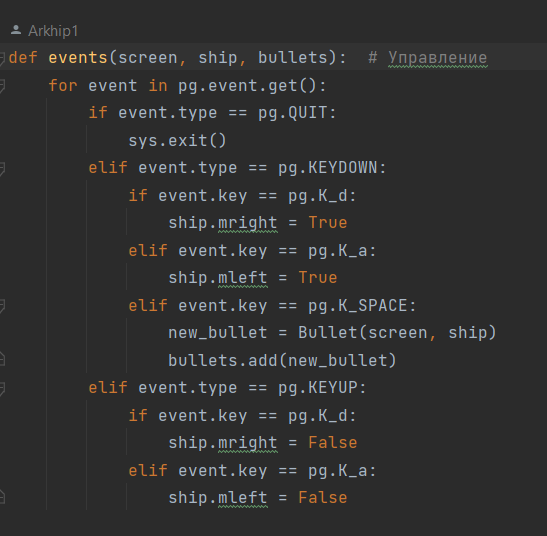 Arkhip1
def events(screen, ship, bullets):  # Управление
    for event in pg.event.get():
        if event.type == pg.QUIT:
            sys.exit()
        elif event.type == pg.KEYDOWN:
            if event.key == pg.K_d:
                ship.mright = True
            elif event.key == pg.K_a:
                ship.mleft = True
            elif event.key == pg.K_SPACE:
                new_bullet = Bullet(screen, ship)
                bullets.add(new_bullet)
        elif event.type == pg.KEYUP:
            if event.key == pg.K_d:
                ship.mright = False
            elif event.key == pg.K_a:
                ship.mleft = False